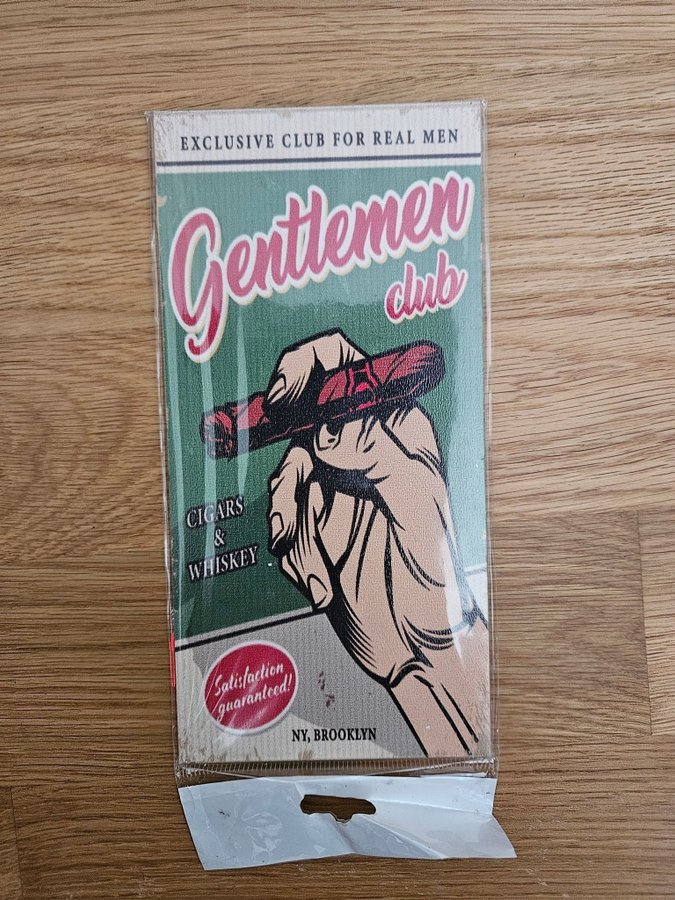 EXCLUSIVE CLUB FOR REAL MEN
Gentlemen
club
CIGARS
&
WHISKEY
Satisfaction
guaranteed!
NY, BROOKLYN